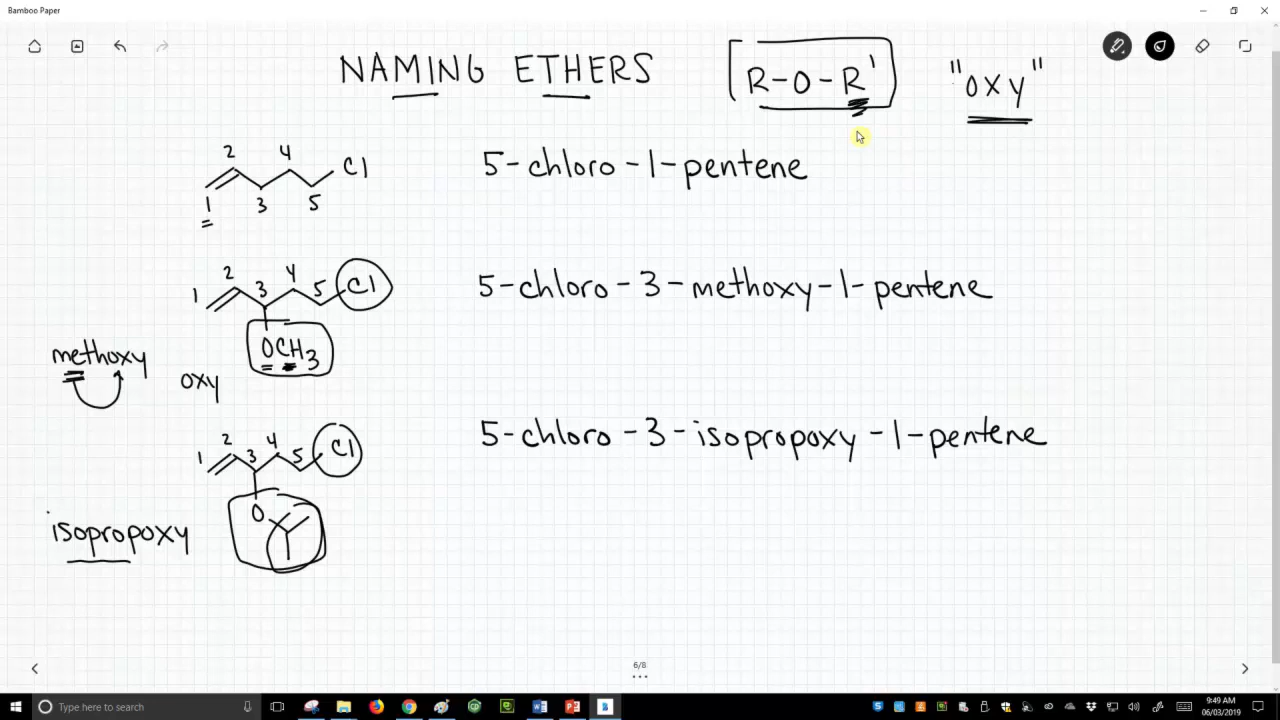 Bamboo Paper
NAMING ETHERS
R-O-R'
"oxy"
1 2 3 4 5 Cl
5-chloro-1-pentene
1 2 3 4 5 Cl
OCH3
5-chloro-3-methoxy-1-pentene
methoxy
oxy
1 2 3 4 5 Cl
O
5-chloro-3-isopropoxy-1-pentene
isopropoxy
6/8
Type here to search
9:49 AM
06/03/2019